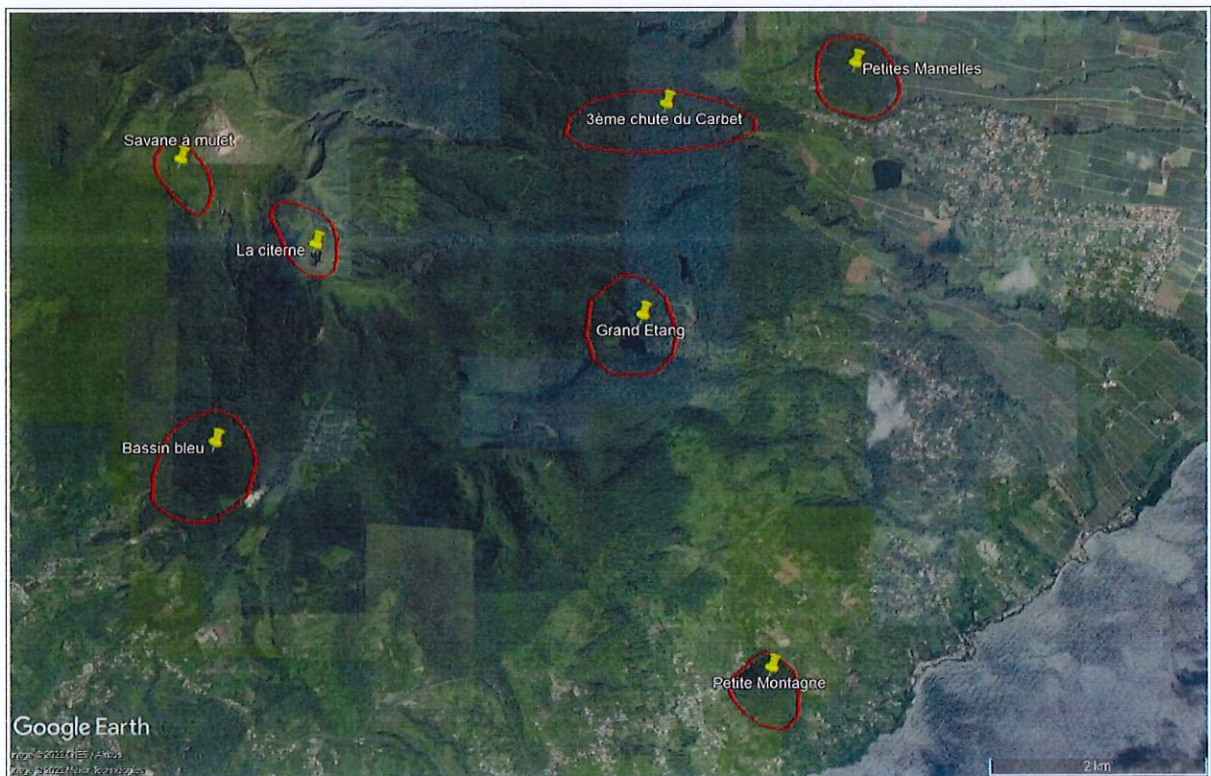 Petites Mamelles
3ème chute du Carbet
Savane à mulet
La citerne
Grand Etang
Bassin bleu
Petite Montagne
Google Earth
2 km